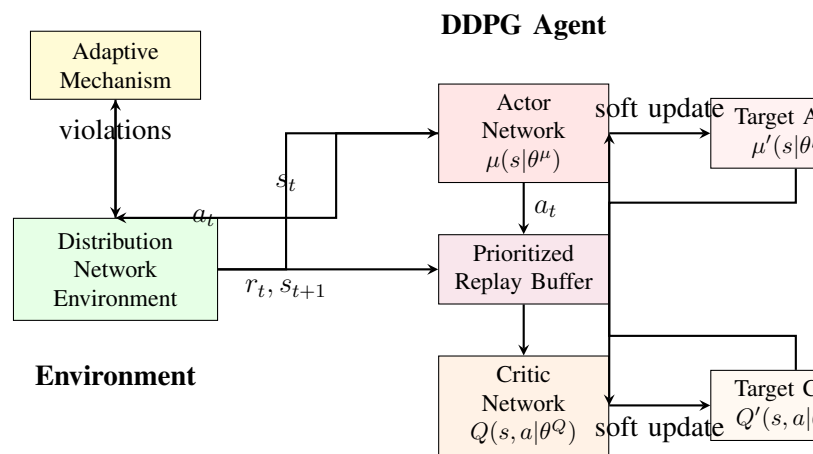 DDPG Agent
Adaptive
Mechanism
violations
Actor
Network
μ(s|θ^μ)
soft update
Target A
μ′(s|θ
s_t
a_t
a_t
Distribution
Network
Environment
r_t, s_{t+1}
Prioritized
Replay Buffer
Environment
Critic
Network
Q(s, a|θ^Q)
soft update
Target C
Q′(s, a|